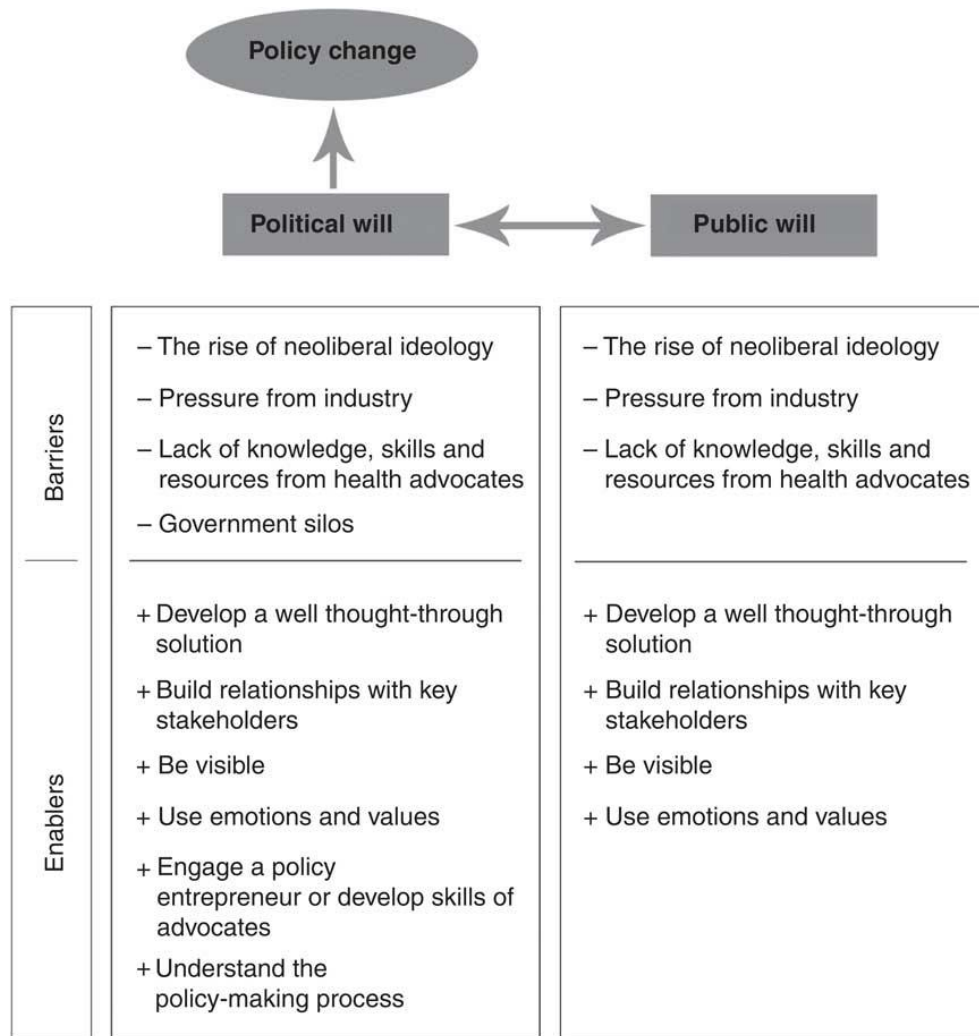 Policy change
Political will
Public will
Barriers
– The rise of neoliberal ideology
– Pressure from industry
– Lack of knowledge, skills and
resources from health advocates
– Government silos
– The rise of neoliberal ideology
– Pressure from industry
– Lack of knowledge, skills and
resources from health advocates
Enablers
+ Develop a well thought-through
solution
+ Build relationships with key
stakeholders
+ Be visible
+ Use emotions and values
+ Engage a policy
entrepreneur or develop skills of
advocates
+ Understand the
policy-making process
+ Develop a well thought-through
solution
+ Build relationships with key
stakeholders
+ Be visible
+ Use emotions and values